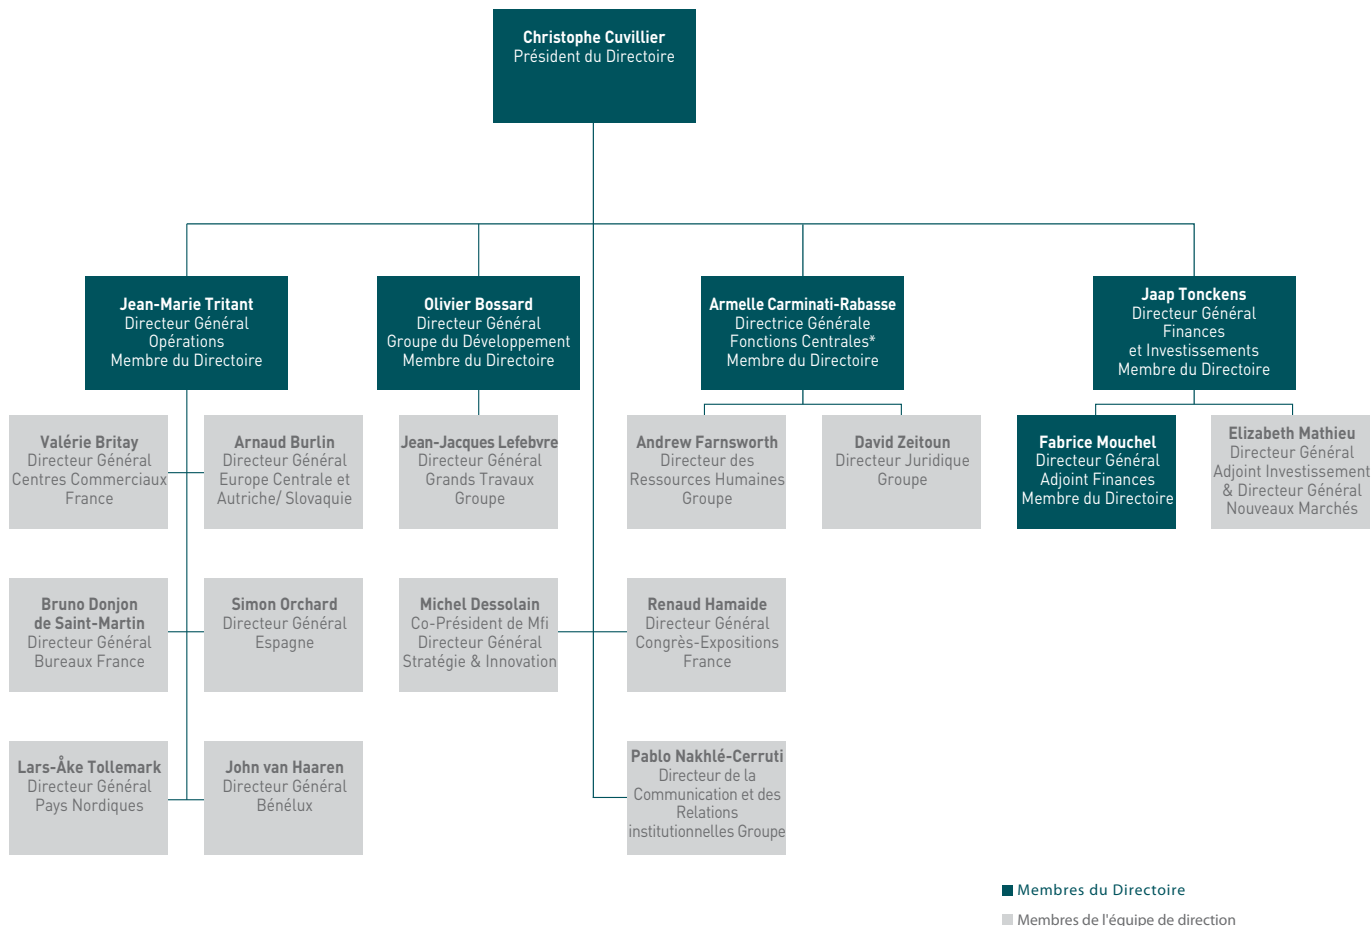 Christophe Cuvillier
Président du Directoire
Jean-Marie Tritant
Directeur Général
Opérations
Membre du Directoire
Olivier Bossard
Directeur Général
Groupe du Développement
Membre du Directoire
Armelle Carminati-Rabasse
Directrice Générale
Fonctions Centrales*
Membre du Directoire
Jaap Tonckens
Directeur Général
Finances
et Investissements
Membre du Directoire
Valérie Britay
Directeur Général
Centres Commerciaux
France
Arnaud Burlin
Directeur Général
Europe Centrale et
Autriche/ Slovaquie
Jean-Jacques Lefebvre
Directeur Général
Grands Travaux
Groupe
Andrew Farnsworth
Directeur des
Ressources Humaines
Groupe
David Zeitoun
Directeur Juridique
Groupe
Fabrice Mouchel
Directeur Général
Adjoint Finances
Membre du Directoire
Elizabeth Mathieu
Directeur Général
Adjoint Investissement
& Directeur Général
Nouveaux Marchés
Bruno Donjon
de Saint-Martin
Directeur Général
Bureaux France
Simon Orchard
Directeur Général
Espagne
Michel Dessolain
Co-Président de Mfi
Directeur Général
Stratégie & Innovation
Renaud Hamaide
Directeur Général
Congrès-Expositions
France
Lars-Åke Tollemark
Directeur Général
Pays Nordiques
John van Haaren
Directeur Général
Bénélux
Pablo Nakhlé-Cerruti
Directeur de la
Communication et des
Relations
institutionnelles Groupe
Membres du Directoire
Membres de l'équipe de direction